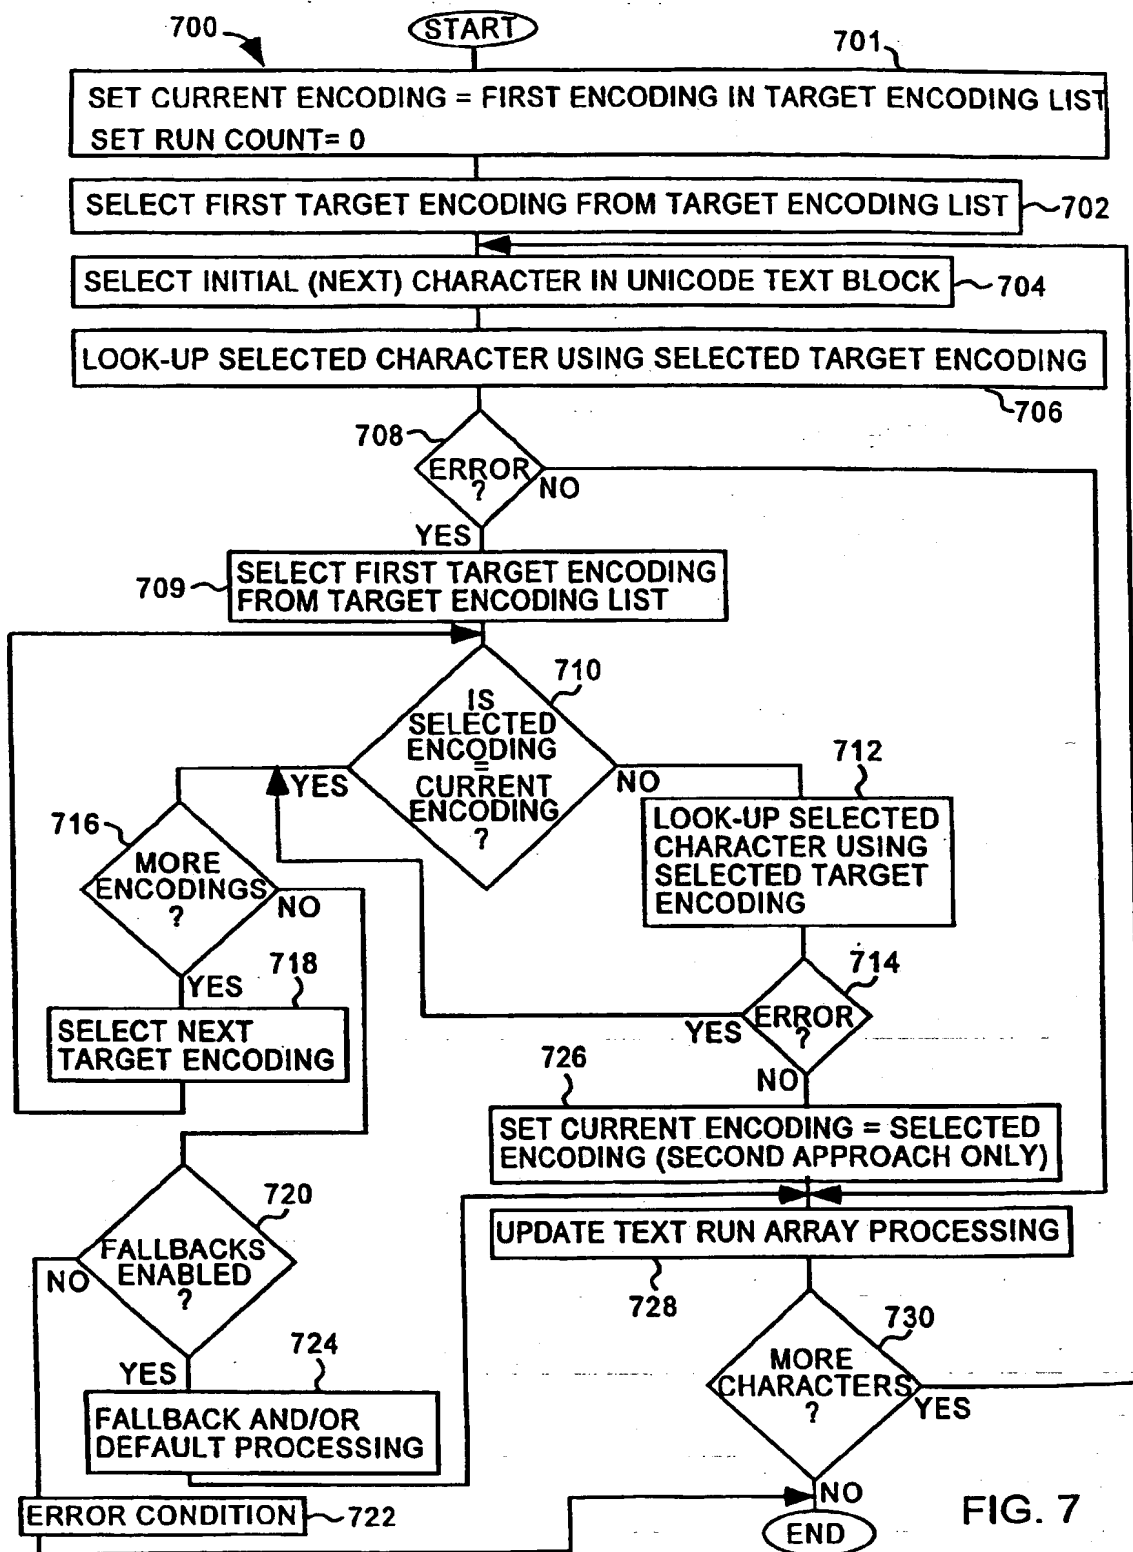 700
START
701
SET CURRENT ENCODING = FIRST ENCODING IN TARGET ENCODING LIST
SET RUN COUNT= 0
SELECT FIRST TARGET ENCODING FROM TARGET ENCODING LIST
702
SELECT INITIAL (NEXT) CHARACTER IN UNICODE TEXT BLOCK
704
LOOK-UP SELECTED CHARACTER USING SELECTED TARGET ENCODING
706
708
ERROR
?
NO
YES
709
SELECT FIRST TARGET ENCODING
FROM TARGET ENCODING LIST
710
IS
SELECTED
ENCODING
=
CURRENT
ENCODING
?
YES
NO
712
LOOK-UP SELECTED
CHARACTER USING
SELECTED TARGET
ENCODING
716
MORE
ENCODINGS
?
NO
YES
718
SELECT NEXT
TARGET ENCODING
714
ERROR
?
YES
NO
726
SET CURRENT ENCODING = SELECTED
ENCODING (SECOND APPROACH ONLY)
720
FALLBACKS
ENABLED
?
NO
YES
UPDATE TEXT RUN ARRAY PROCESSING
728
724
FALLBACK AND/OR
DEFAULT PROCESSING
730
MORE
CHARACTERS
?
YES
NO
ERROR CONDITION
722
END
FIG. 7